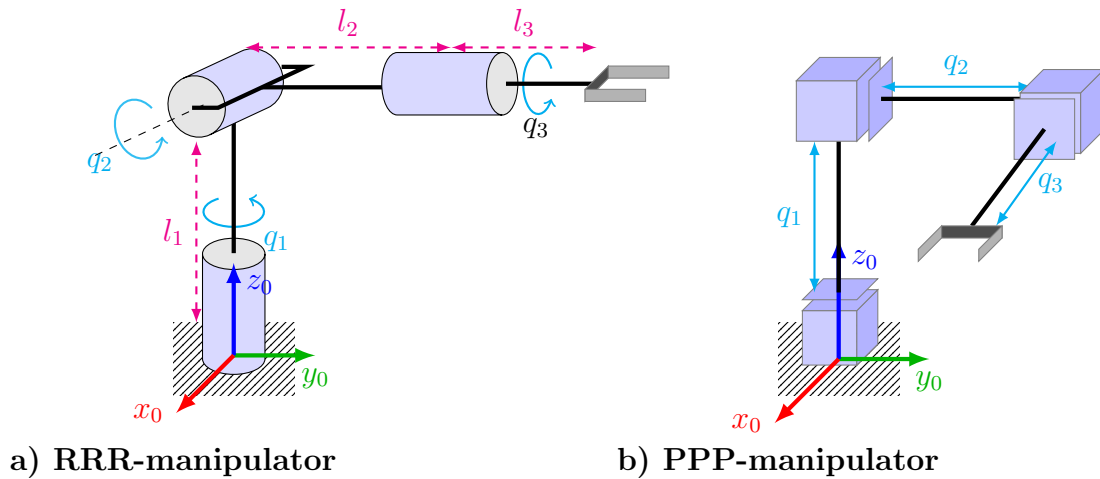 l₂
l₃
q₂
q₃
q₂
q₃
l₁
q₁
q₁
z₀
z₀
y₀
y₀
x₀
x₀
a) RRR-manipulator
b) PPP-manipulator